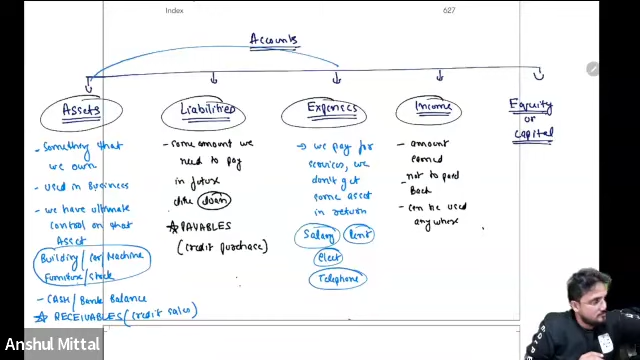 Index
627
Accounts
Assets
- Something that
we own
- used in Business
- we have ultimate
control on that
Asset
Building / Car / Machine
Furniture / Stock
- CASH / Bank Balance
☆ RECEIVABLES (credit sales)
Liabilities
- some amount we
need to pay
in future
like loan
☆ PAYABLES
(credit purchase)
Expenses
→ we pay for
services, we
don't get
some asset
in return
Salary Rent
Elect
Telephone
Income
- amount
earned
- not to paid
Back
- can be used
anywhere
Equity
or
Capital
Anshul Mittal